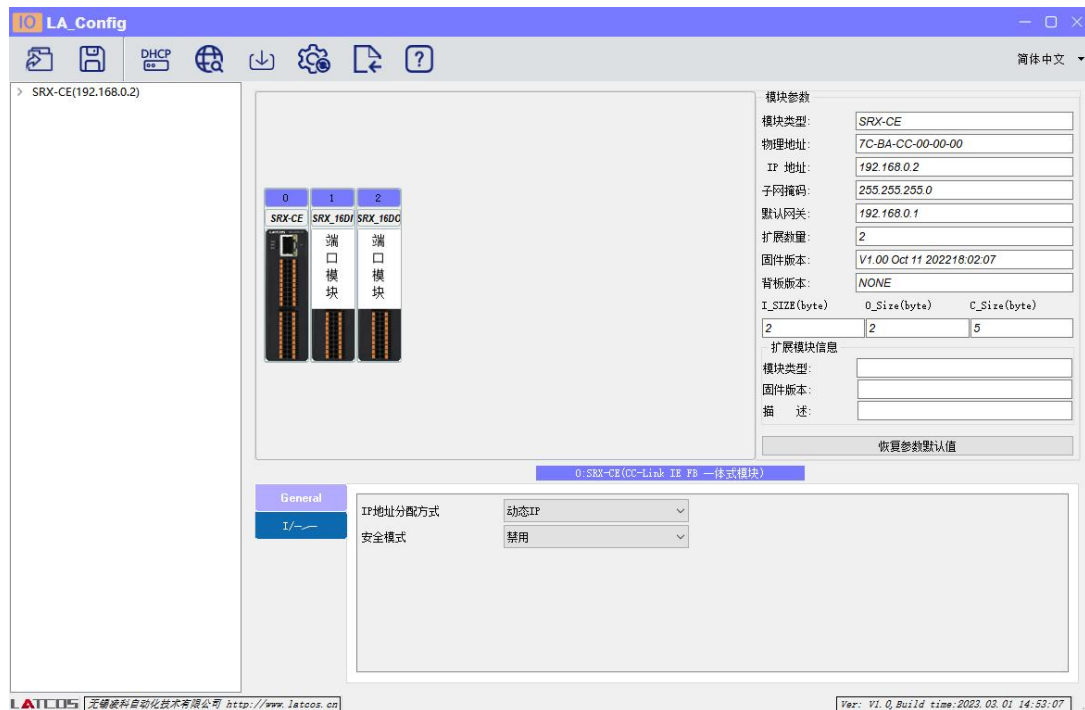 IO LA_Config
DHCP
简体中文
SRX-CE(192.168.0.2)
0 1 2
SRX-CE SRX_16DI SRX_16DO
端口模块 端口模块
模块参数
模块类型: SRX-CE
物理地址: 7C-BA-CC-00-00-00
IP 地址: 192.168.0.2
子网掩码: 255.255.255.0
默认网关: 192.168.0.1
扩展数量: 2
固件版本: V1.00 Oct 11 202218:02:07
背板版本: NONE
I_SIZE(byte) O_Size(byte) C_Size(byte)
2 2 5
扩展模块信息
模块类型:
固件版本:
描 述:
恢复参数默认值
0:SRX-CE(CC-Link IE FB 一体式模块)
General
IP地址分配方式 动态IP
安全模式 禁用
LATCOS 自动化技术有限公司 http://www.latcos.cn
Ver: V1.0,Build time:2023.03.01 14:53:07